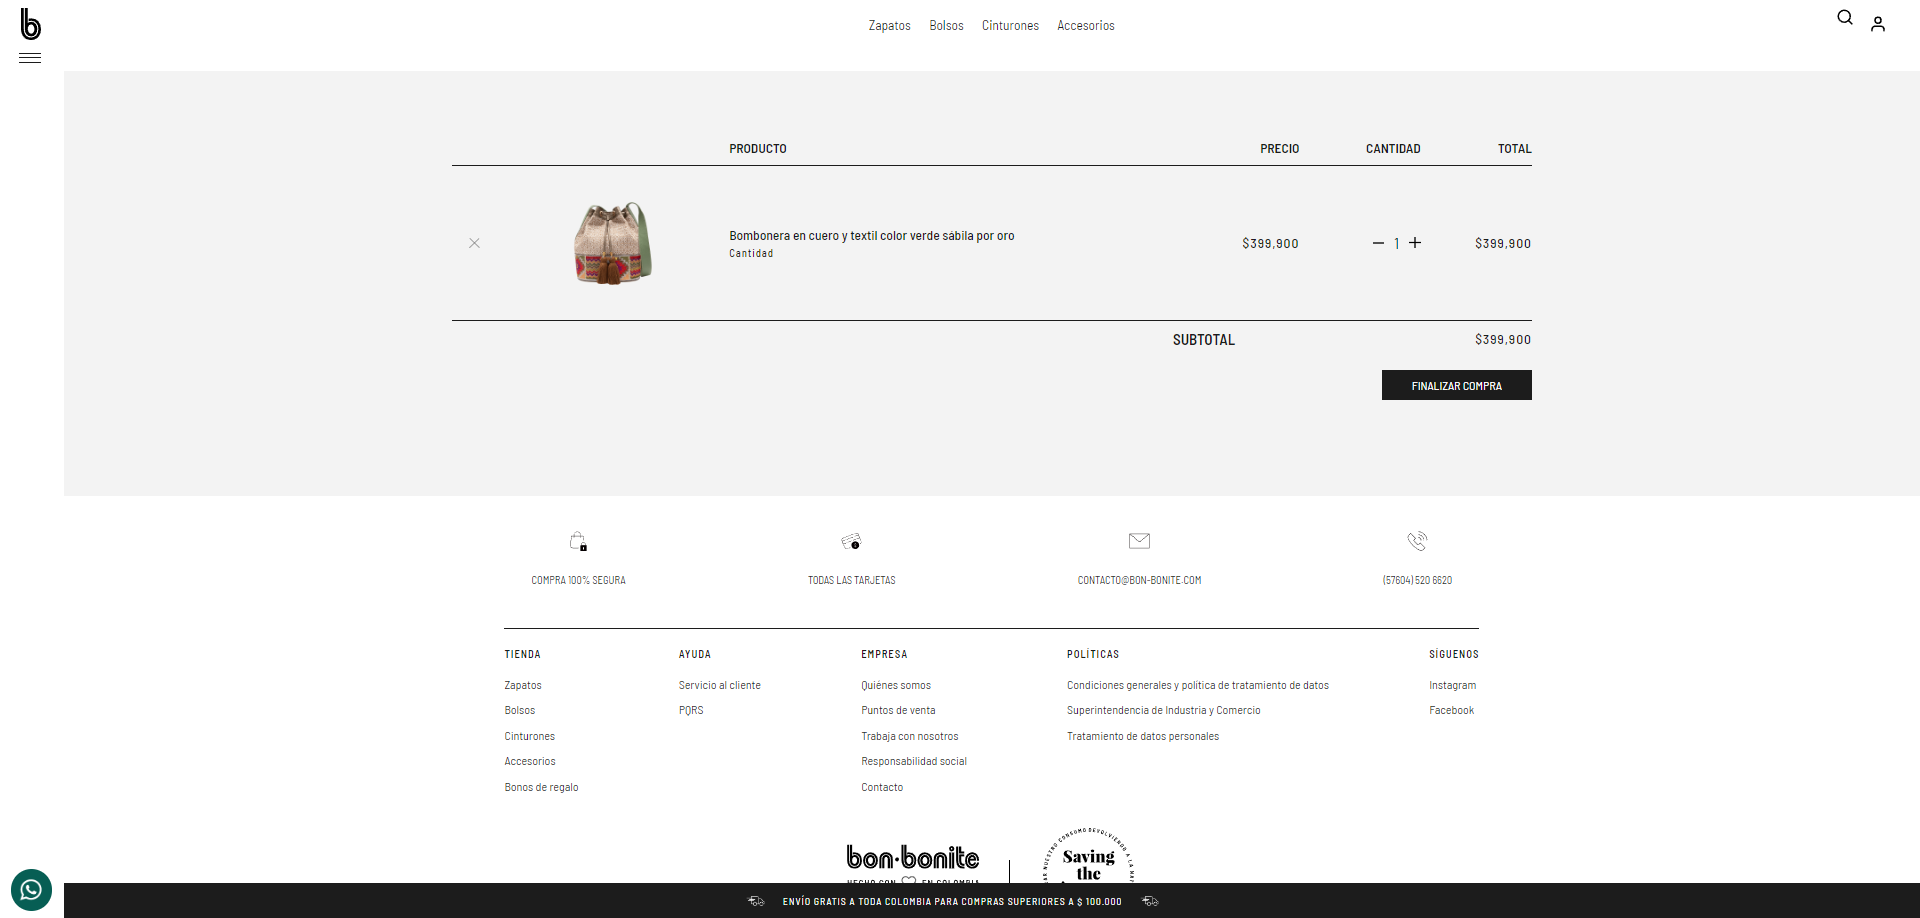 b
Zapatos Bolsos Cinturones Accesorios
PRODUCTO PRECIO CANTIDAD TOTAL
Bombonera en cuero y textil color verde sábila por oro
Cantidad
$399,900 1 $399,900
SUBTOTAL $399,900
FINALIZAR COMPRA
COMPRA 100% SEGURA TODAS LAS TARJETAS CONTACTO@BON-BONITE.COM (57604) 520 6620
TIENDA AYUDA EMPRESA POLÍTICAS SÍGUENOS
Zapatos Servicio al cliente Quiénes somos Condiciones generales y política de tratamiento de datos Instagram
Bolsos PQRS Puntos de venta Superintendencia de Industria y Comercio Facebook
Cinturones Trabaja con nosotros Tratamiento de datos personales
Accesorios Responsabilidad social
Bonos de regalo Contacto
bon·bonite
HECHO CON EN COLOMBIA
NUESTRO CONSUMO DEVOLVIENDO A LA
Saving
the
ENVÍO GRATIS A TODA COLOMBIA PARA COMPRAS SUPERIORES A $ 100.000